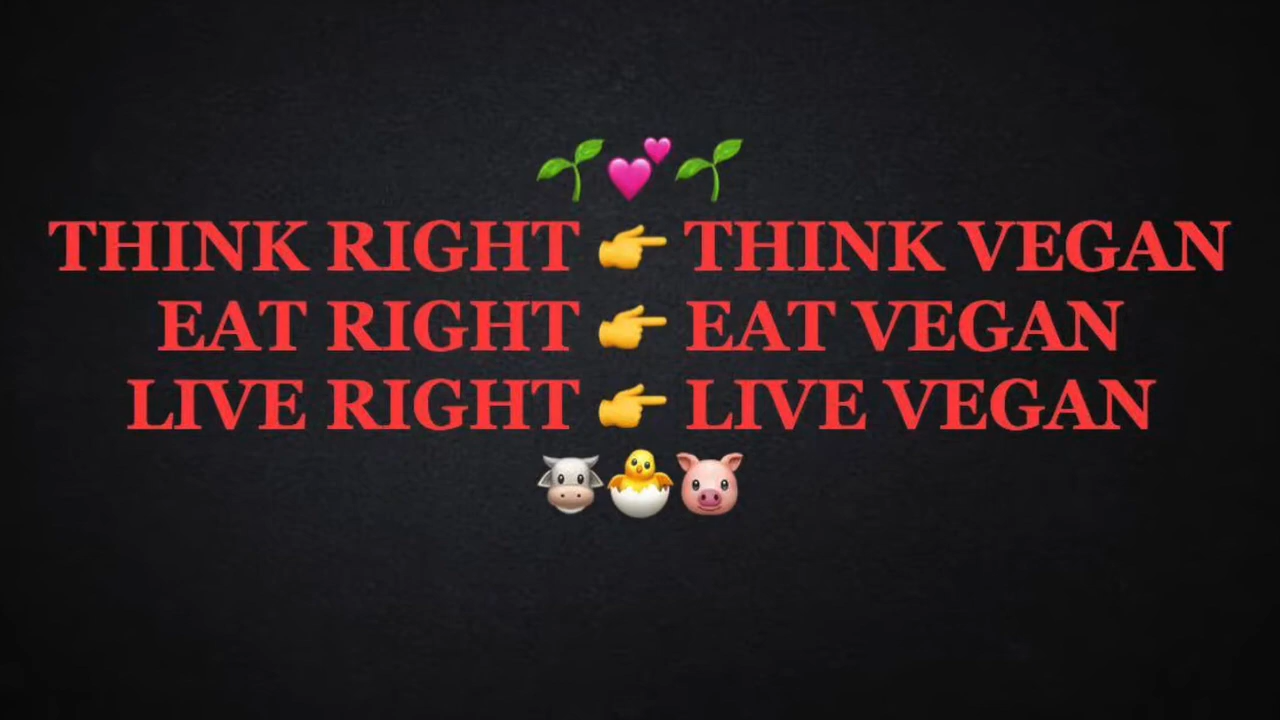 🌱💕🌱
THINK RIGHT 👉 THINK VEGAN
EAT RIGHT 👉 EAT VEGAN
LIVE RIGHT 👉 LIVE VEGAN
🐮🐣🐷